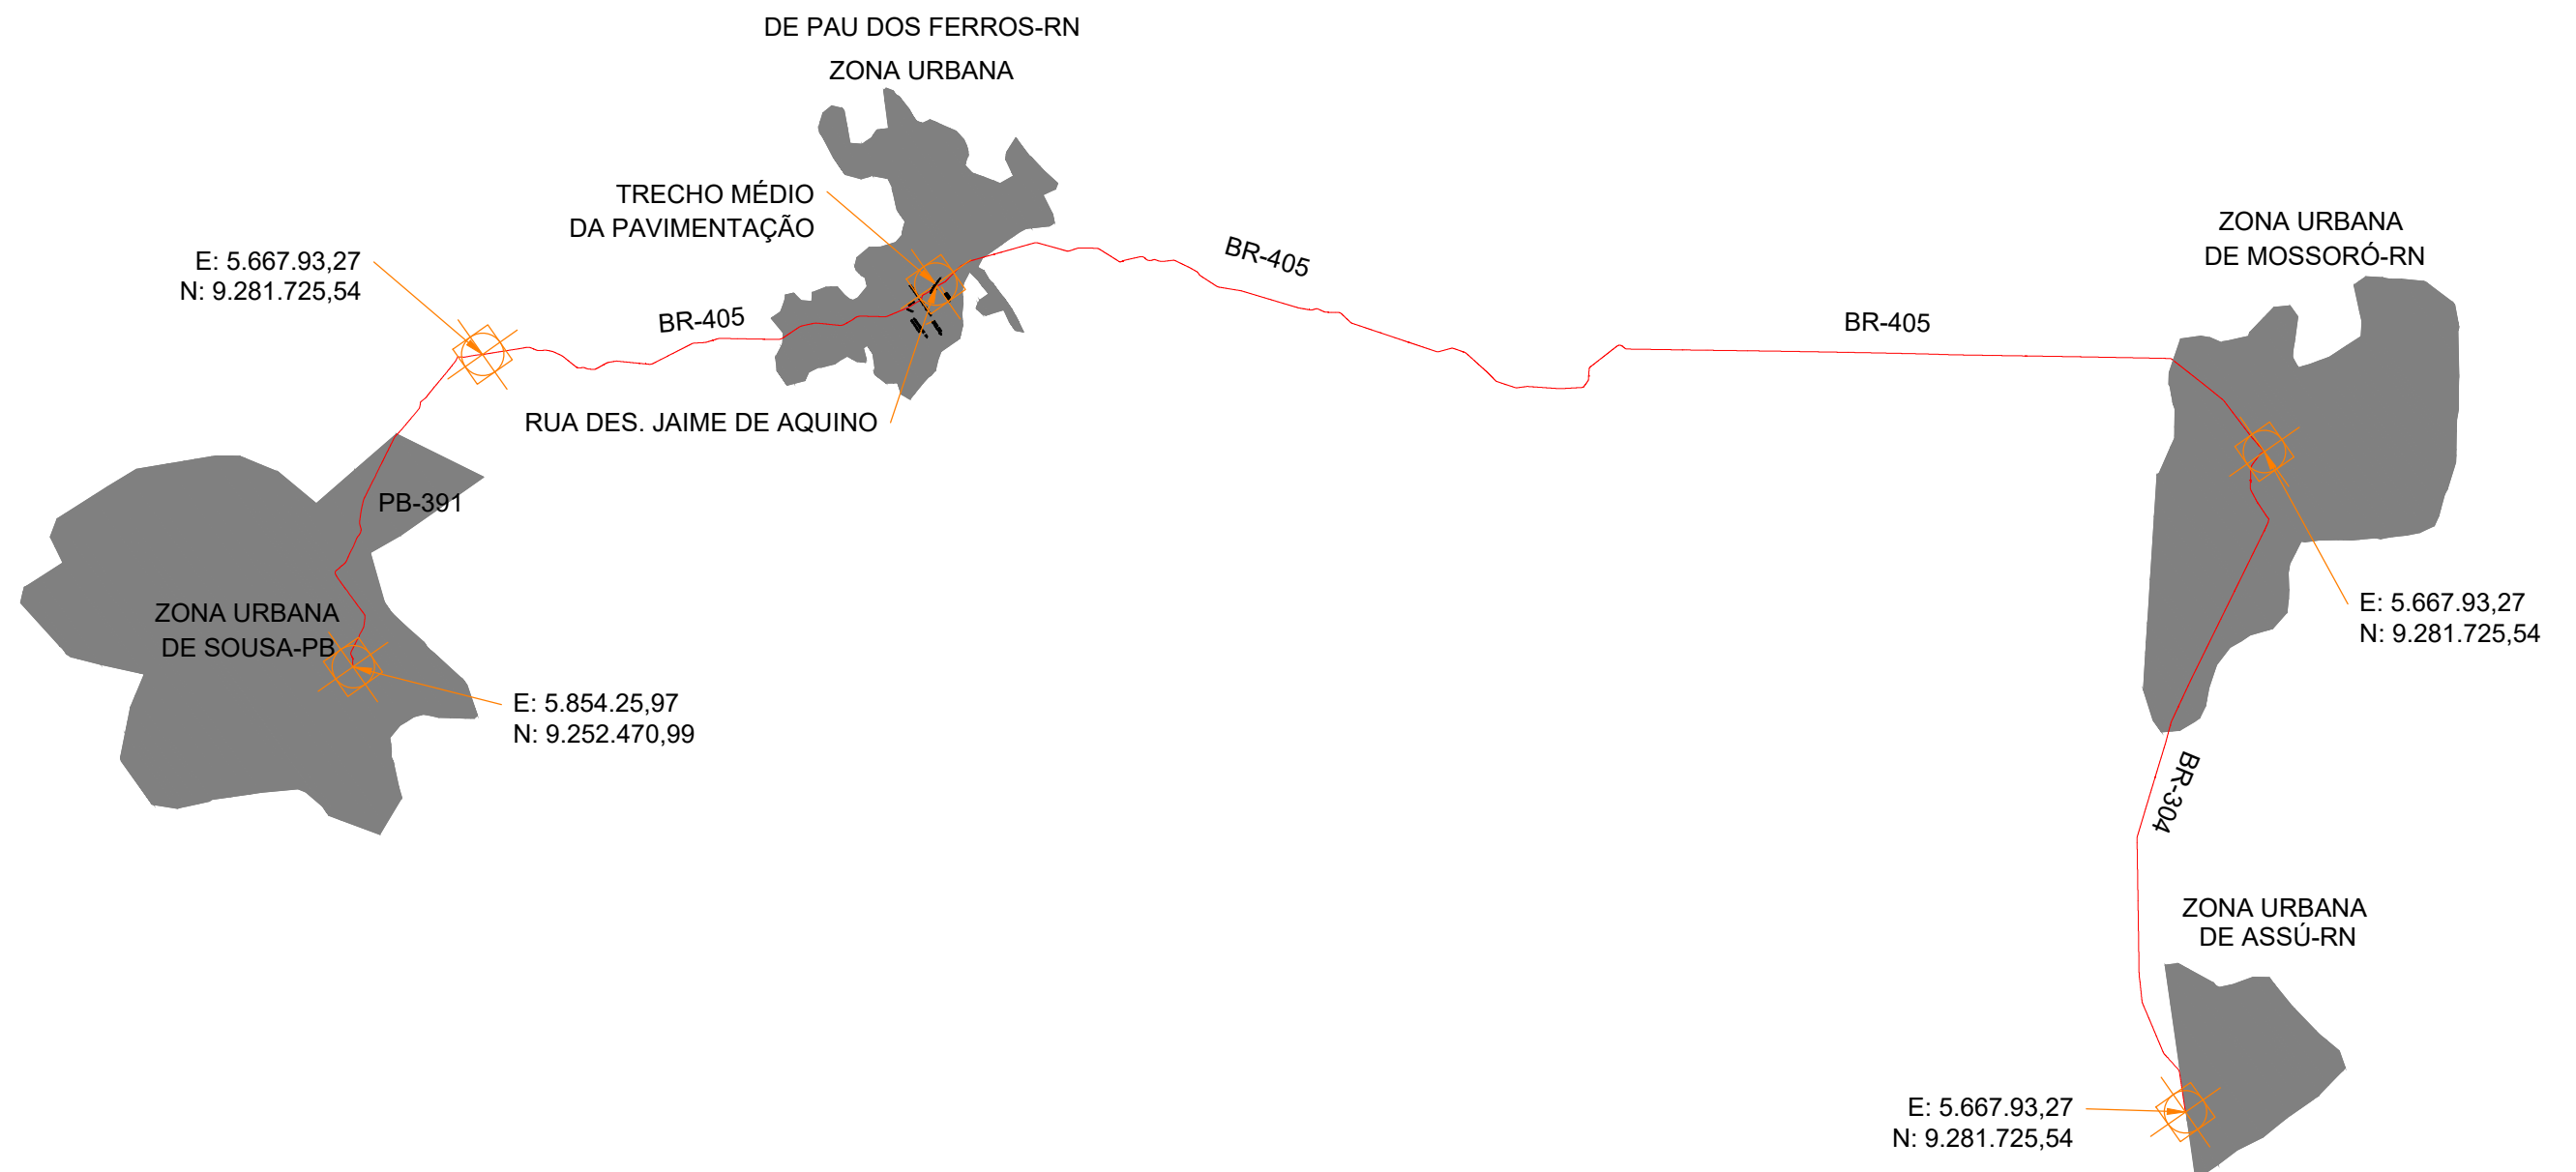 DE PAU DOS FERROS-RN
ZONA URBANA
TRECHO MÉDIO
DA PAVIMENTAÇÃO
E: 5.667.93,27
N: 9.281.725,54
BR-405
BR-405
BR-405
ZONA URBANA
DE MOSSORÓ-RN
RUA DES. JAIME DE AQUINO
PB-391
ZONA URBANA
DE SOUSA-PB
E: 5.854.25,97
N: 9.252.470,99
E: 5.667.93,27
N: 9.281.725,54
BR-304
ZONA URBANA
DE ASSÚ-RN
E: 5.667.93,27
N: 9.281.725,54